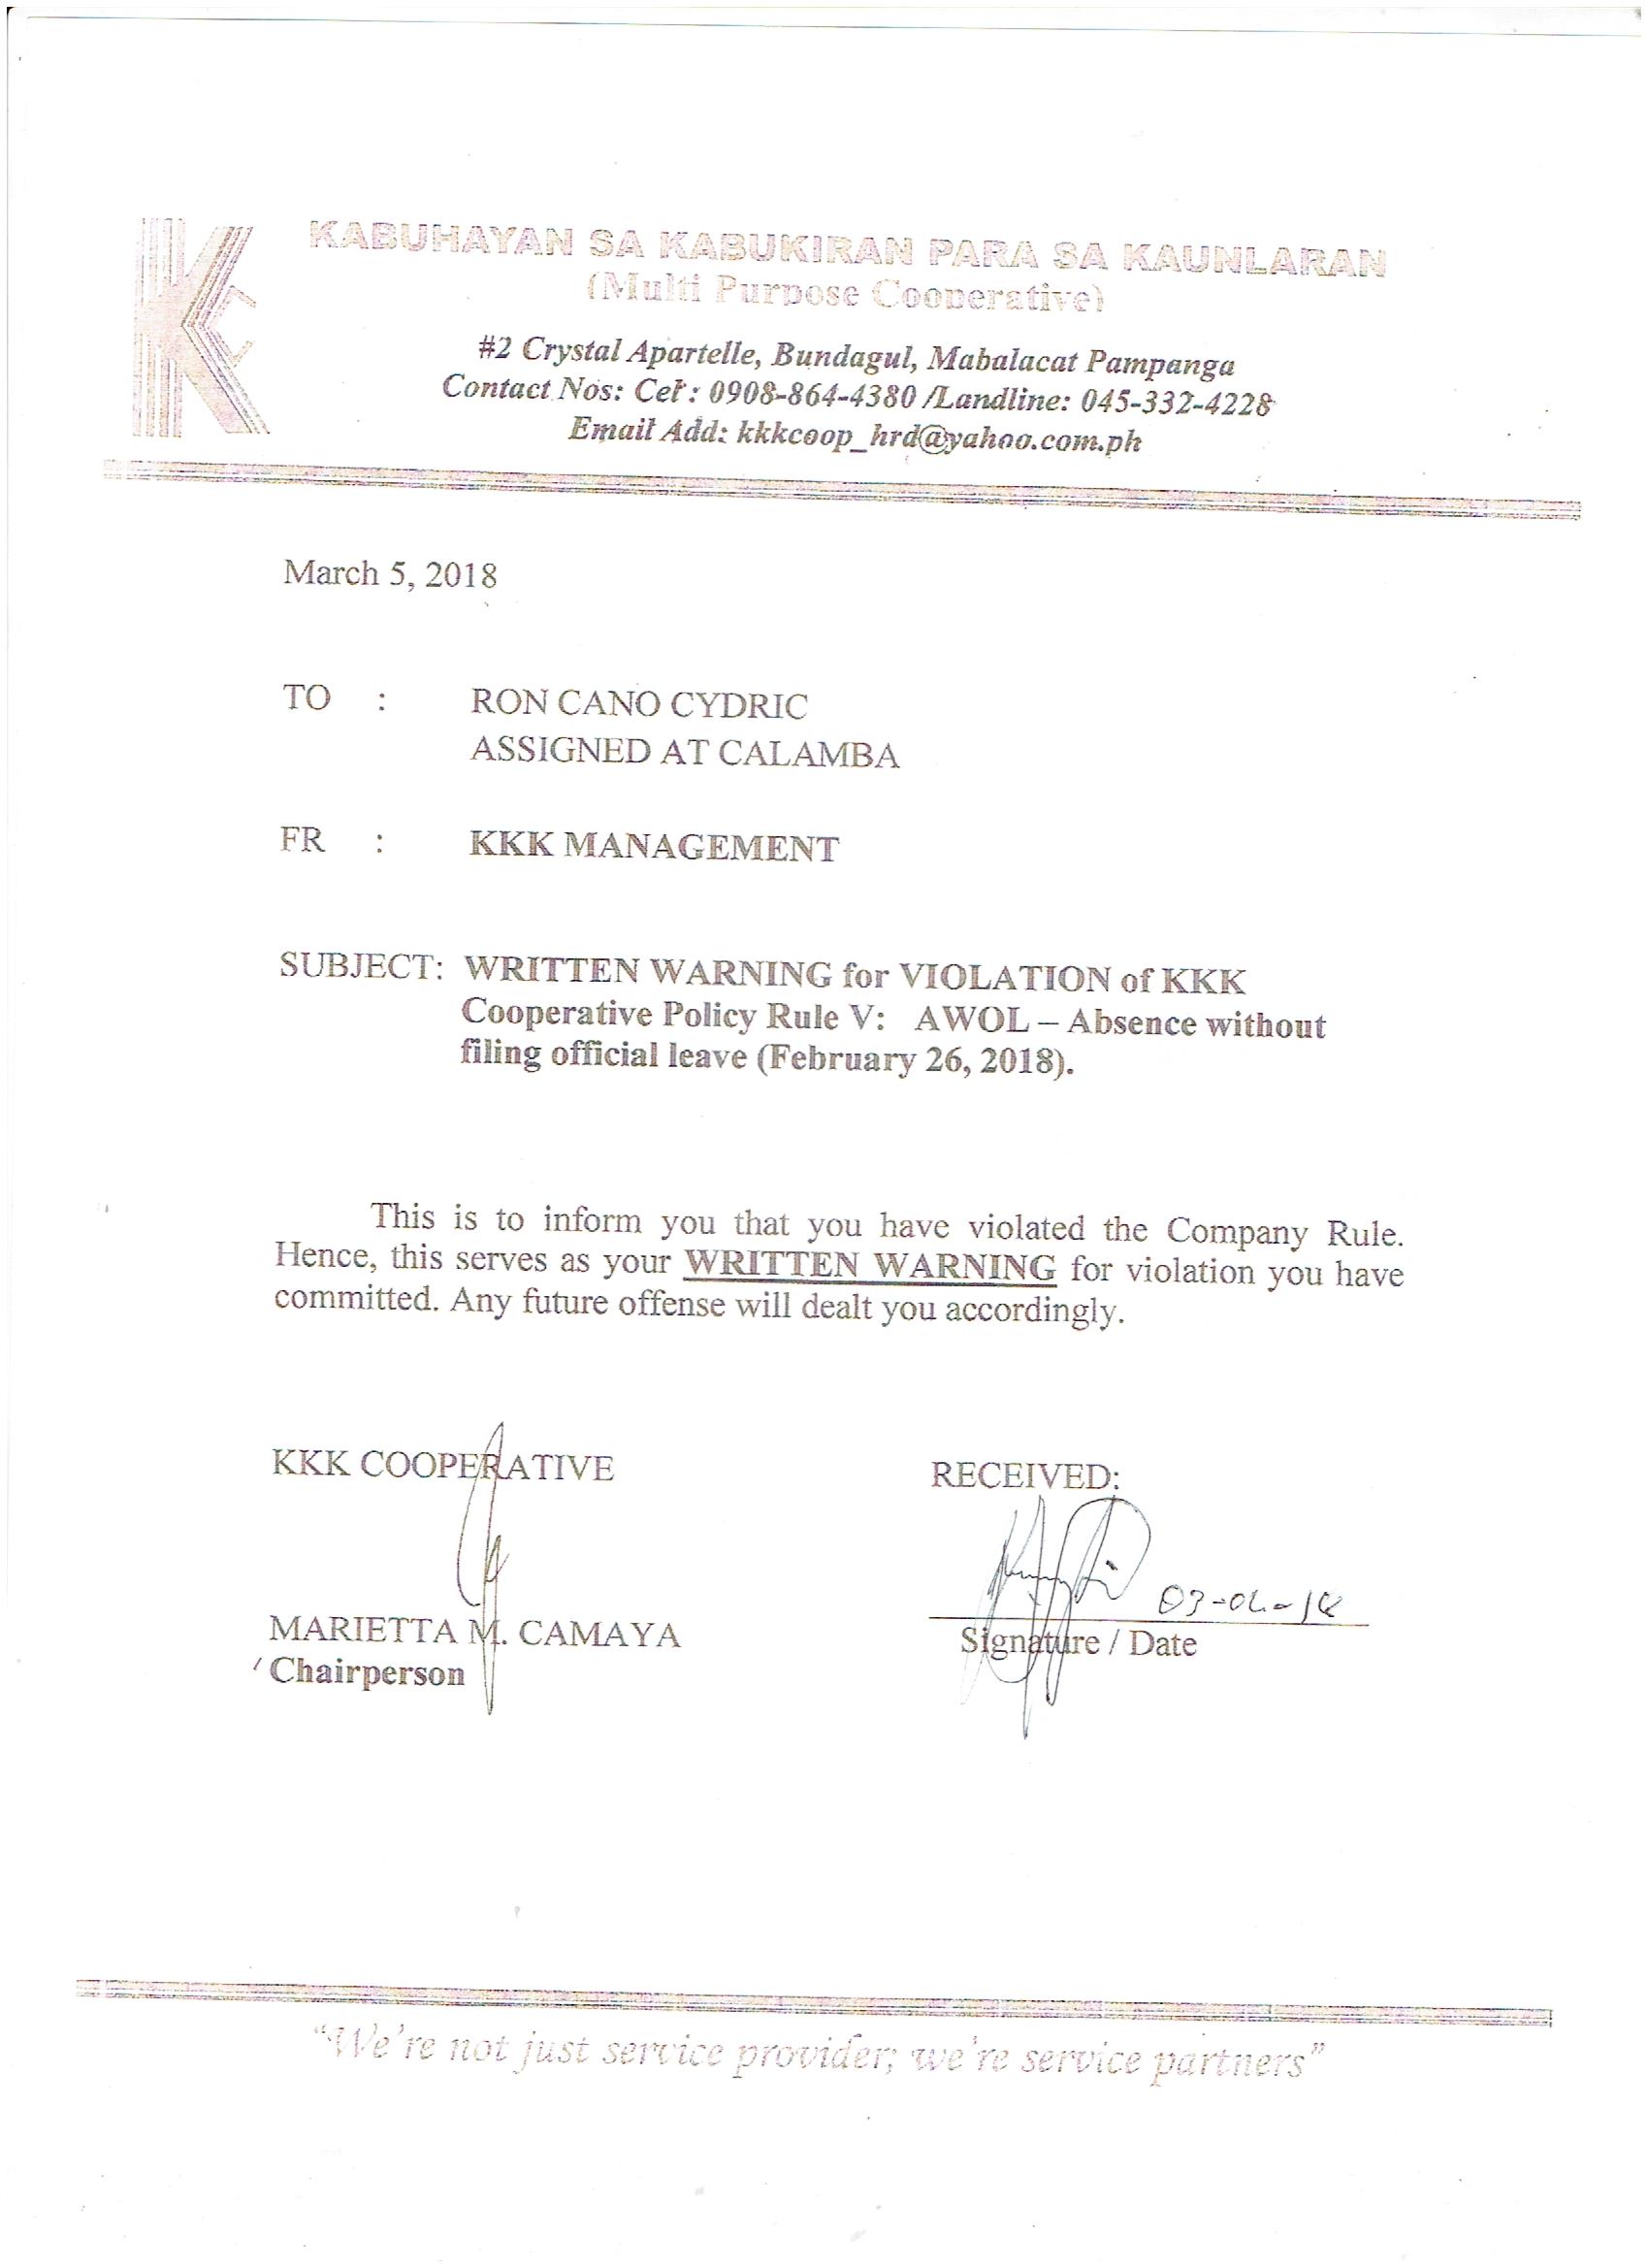 KABUHAYAN SA KABUKIRAN PARA SA KAUNLARAN
(Multi Purpose Cooperative)
#2 Crystal Apartelle, Bundagul, Mabalacat Pampanga
Contact Nos: Cel : 0908-864-4380 /Landline: 045-332-4228
Email Add: kkkcoop_hrd@yahoo.com.ph
March 5, 2018
TO : RON CANO CYDRIC
ASSIGNED AT CALAMBA
FR : KKK MANAGEMENT
SUBJECT: WRITTEN WARNING for VIOLATION of KKK
Cooperative Policy Rule V: AWOL – Absence without
filing official leave (February 26, 2018).
This is to inform you that you have violated the Company Rule.
Hence, this serves as your WRITTEN WARNING for violation you have
committed. Any future offense will dealt you accordingly.
KKK COOPERATIVE
RECEIVED:
MARIETTA M. CAMAYA
Chairperson
Signature / Date
"We're not just service provider; we're service partners"